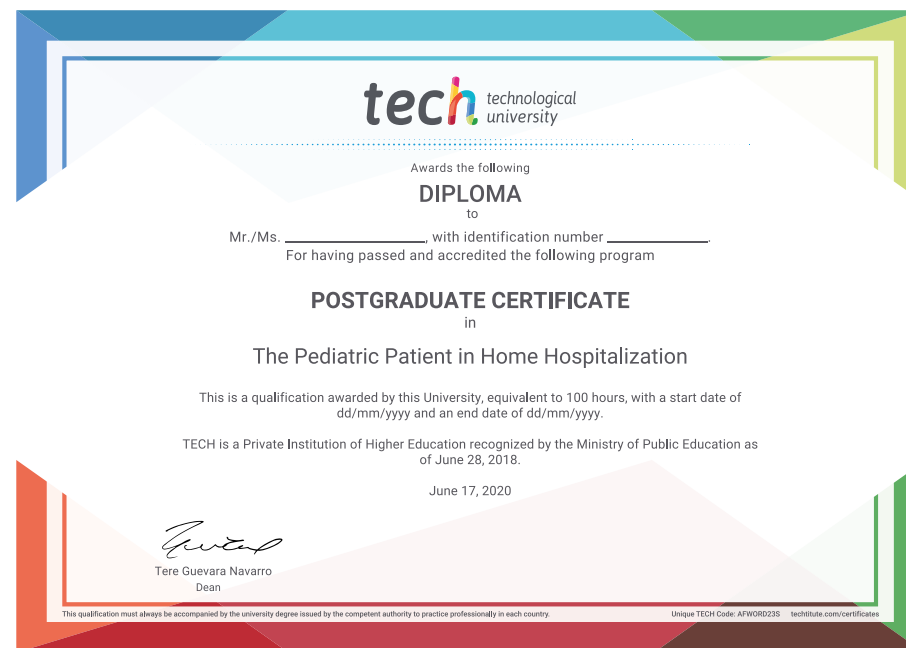 tech technological
university
Awards the following
DIPLOMA
to
Mr./Ms. ____________, with identification number ____________.
For having passed and accredited the following program
POSTGRADUATE CERTIFICATE
in
The Pediatric Patient in Home Hospitalization
This is a qualification awarded by this University, equivalent to 100 hours, with a start date of
dd/mm/yyyy and an end date of dd/mm/yyyy.
TECH is a Private Institution of Higher Education recognized by the Ministry of Public Education as
of June 28, 2018.
June 17, 2020
Tere Guevara Navarro
Dean
This qualification must always be accompanied by the university degree issued by the competent authority to practice professionally in each country. Unique TECH Code: AFWORD23S techtitute.com/certificates